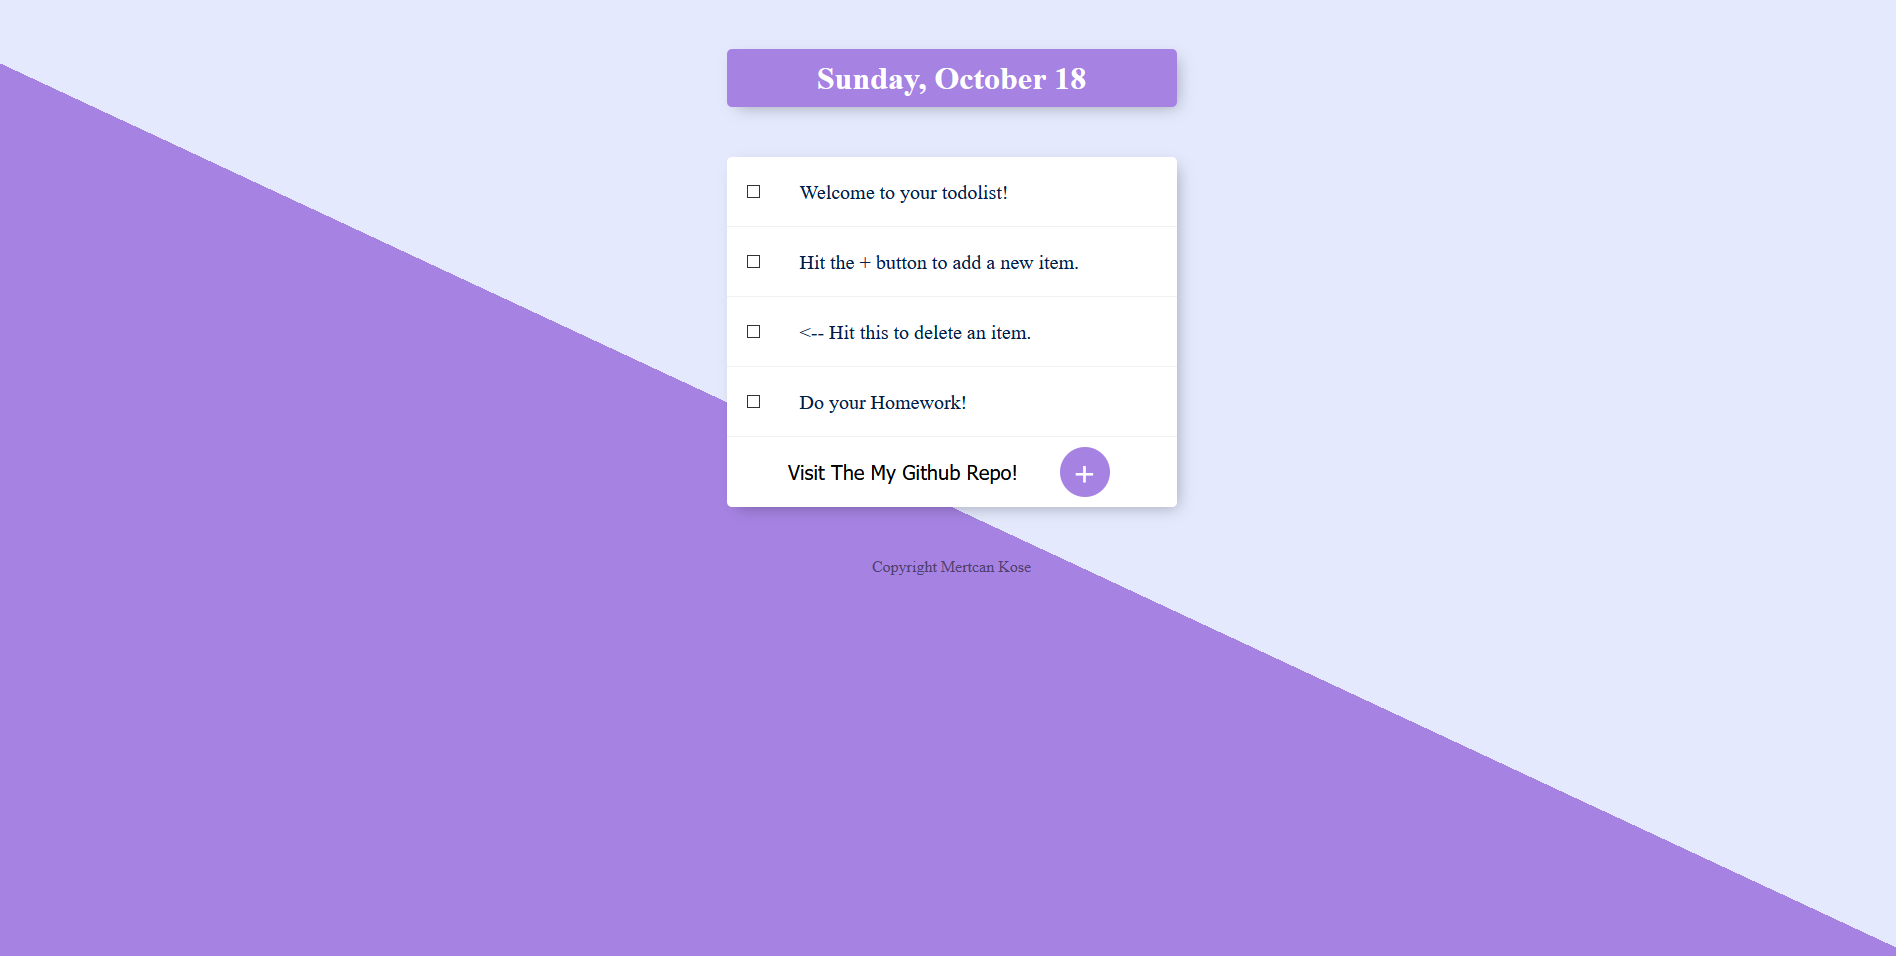 Sunday, October 18
Welcome to your todolist!
Hit the + button to add a new item.
<-- Hit this to delete an item.
Do your Homework!
Visit The My Github Repo! +
Copyright Mertcan Kose